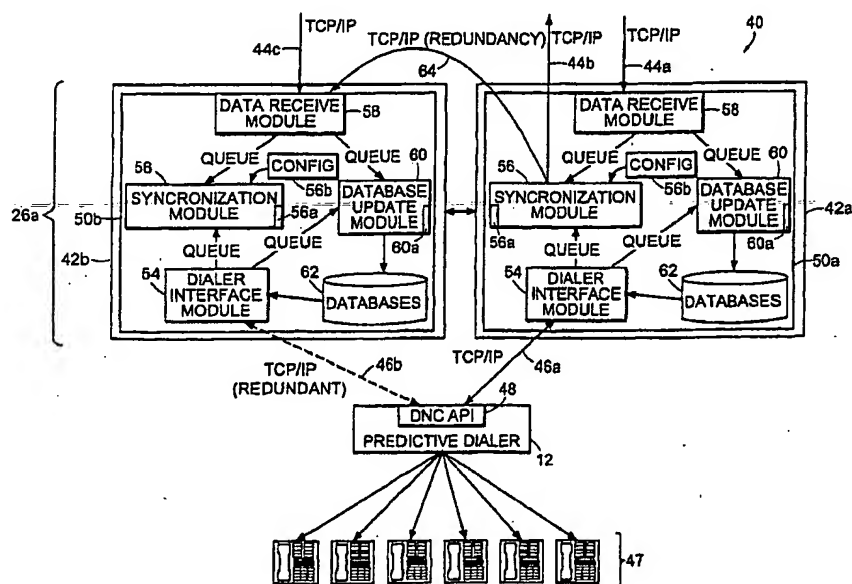 TCP/IP
TCP/IP (REDUNDANCY)
TCP/IP
TCP/IP
40
44c
64
44b
44a
DATA RECEIVE MODULE
58
DATA RECEIVE MODULE
58
58
QUEUE
QUEUE
60
CONFIG
56b
SYNCRONIZATION MODULE
56a
DATABASE UPDATE MODULE
60a
56
QUEUE
QUEUE
60
CONFIG
56b
SYNCRONIZATION MODULE
56a
DATABASE UPDATE MODULE
60a
26a
50b
42b
42a
50a
QUEUE
QUEUE
54
DIALER INTERFACE MODULE
62
DATABASES
QUEUE
QUEUE
54
DIALER INTERFACE MODULE
62
DATABASES
TCP/IP (REDUNDANT)
46b
TCP/IP
46a
48
DNC API
PREDICTIVE DIALER
12
47